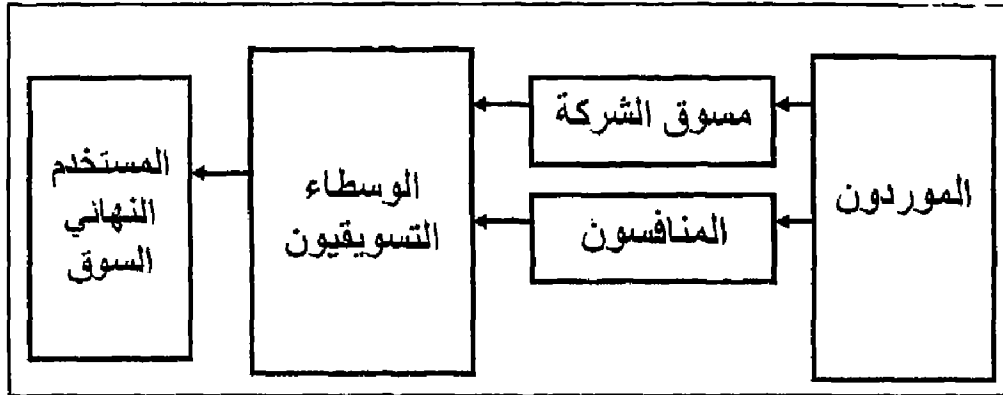 الموردون
مسوق الشركة
المنافسون
الوسطاء
التسويقيون
المستخدم
النهائي
السوق